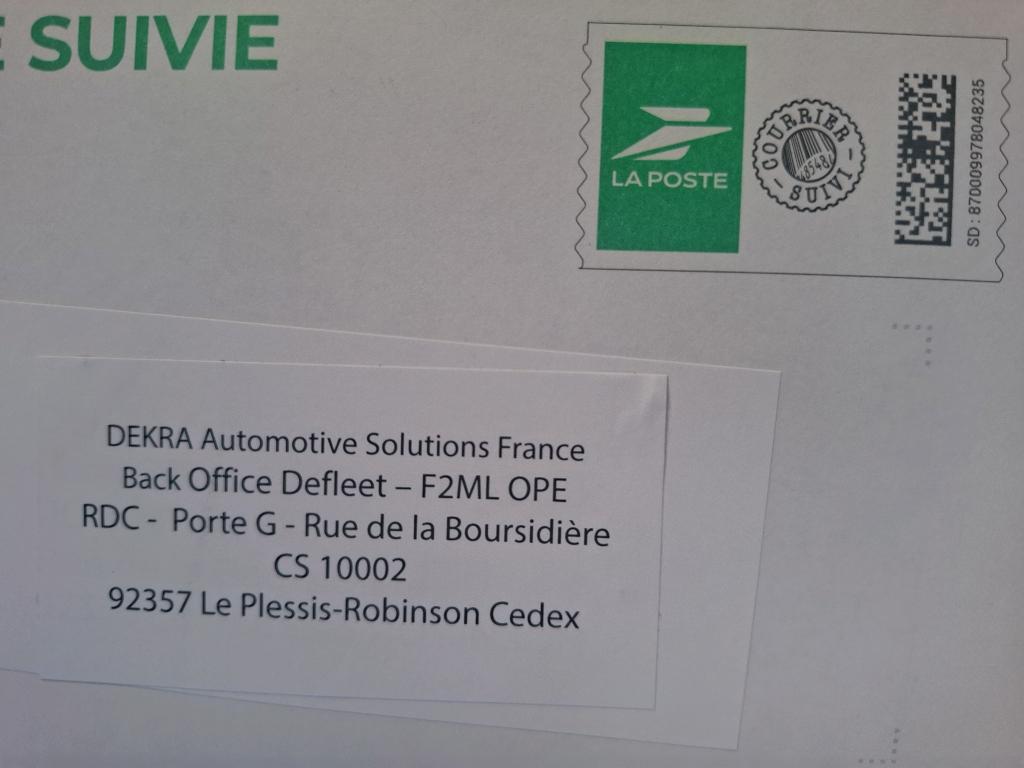 E SUIVIE
LA POSTE
COURRIER
SUIVI
SD : 870009978048235
DEKRA Automotive Solutions France
Back Office Defleet – F2ML OPE
RDC - Porte G - Rue de la Boursidière
CS 10002
92357 Le Plessis-Robinson Cedex